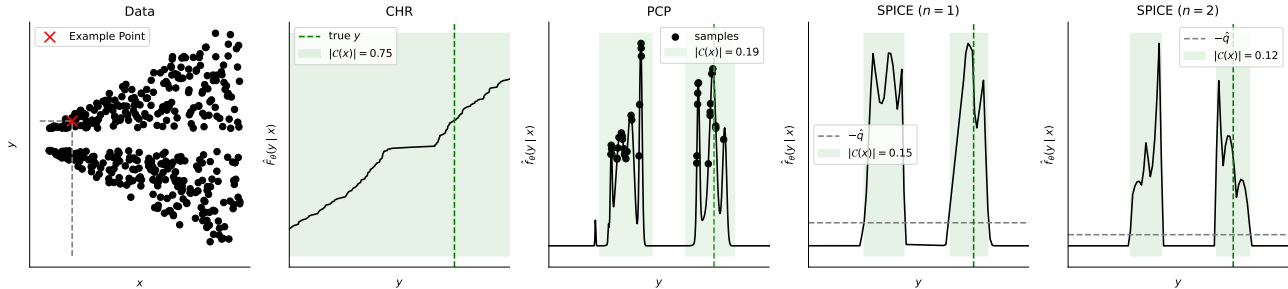 Data
Example Point
y
x
CHR
true y
|𝒞(x)| = 0.75
F̂θ(y | x)
y
PCP
samples
|𝒞(x)| = 0.19
f̂θ(y | x)
y
SPICE (n = 1)
−q̂
|𝒞(x)| = 0.15
f̂θ(y | x)
y
SPICE (n = 2)
−q̂
|𝒞(x)| = 0.12
f̂θ(y | x)
y